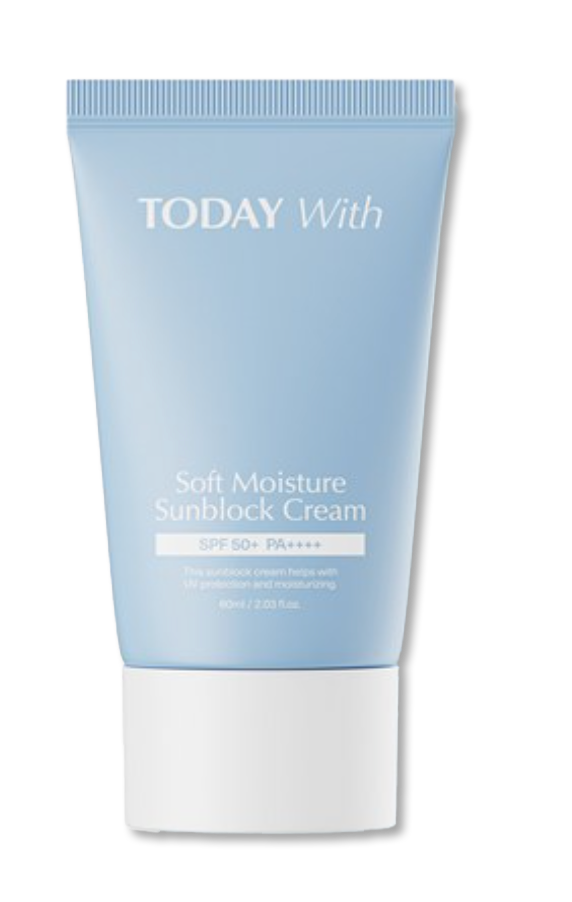 TODAY With
Soft Moisture
Sunblock Cream
SPF 50+ PA++++
This sunblock cream helps with
UV protection and moisturizing.
60ml / 2.03 fl.oz.